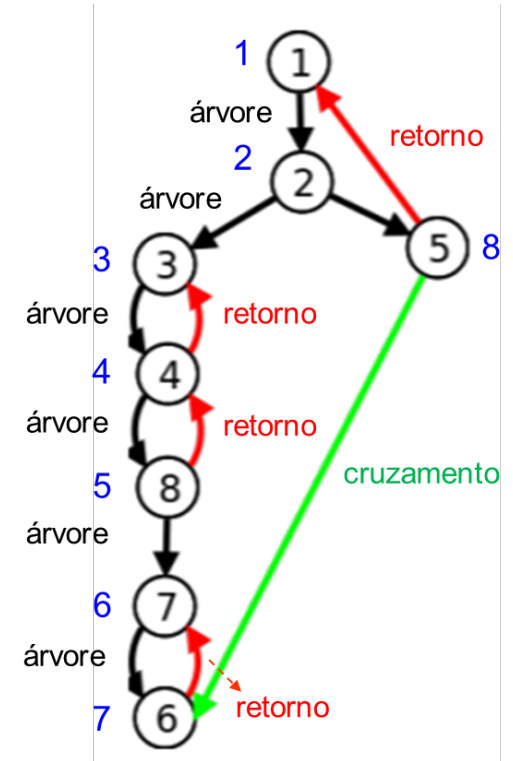 1 1
árvore
retorno
2
2
árvore
3 3
5 8
árvore
retorno
4 4
árvore
retorno
cruzamento
5 8
árvore
6 7
árvore
retorno
7 6